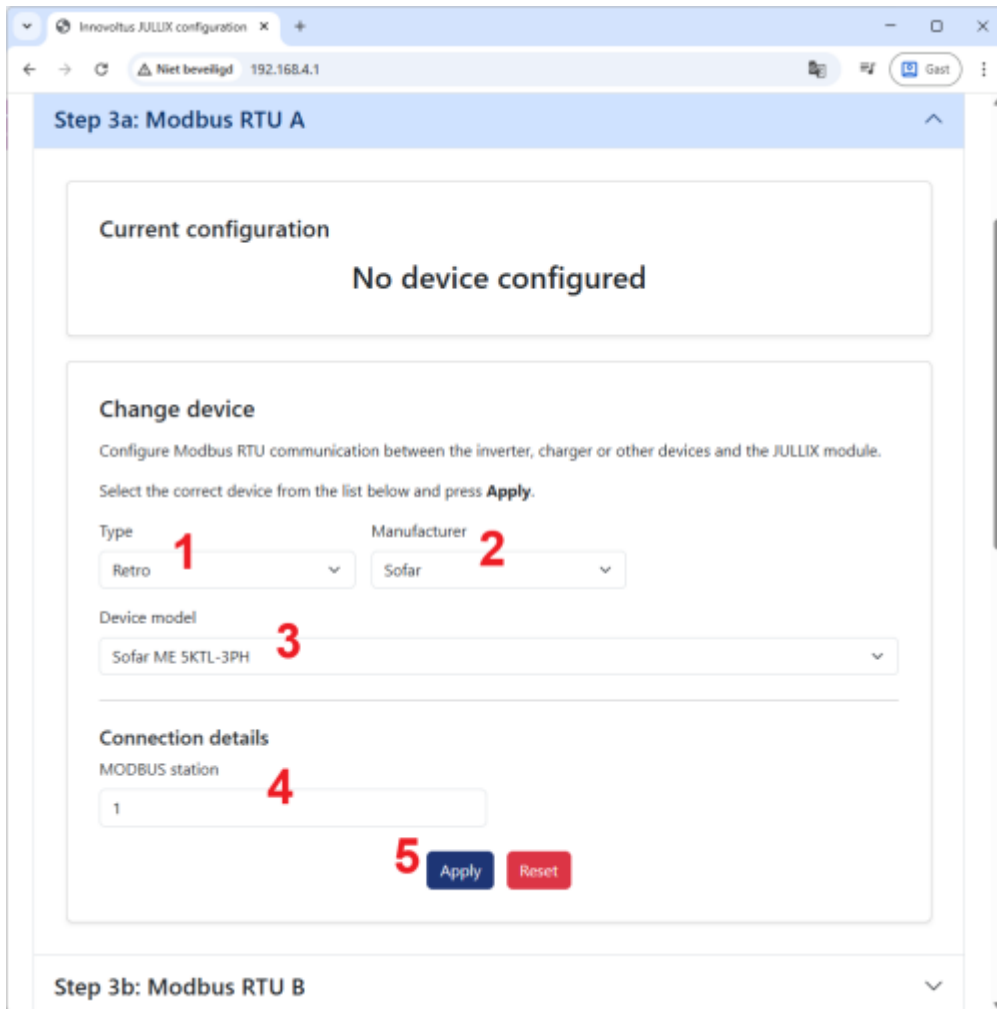 Innovoltus JULLIX configuration
Niet beveiligd 192.168.4.1
Gast
Step 3a: Modbus RTU A
Current configuration
No device configured
Change device
Configure Modbus RTU communication between the inverter, charger or other devices and the JULLIX module.
Select the correct device from the list below and press Apply.
Type 1 Manufacturer 2
Retro Sofar
Device model 3
Sofar ME 5KTL-3PH
Connection details
MODBUS station 4
1
5 Apply Reset
Step 3b: Modbus RTU B